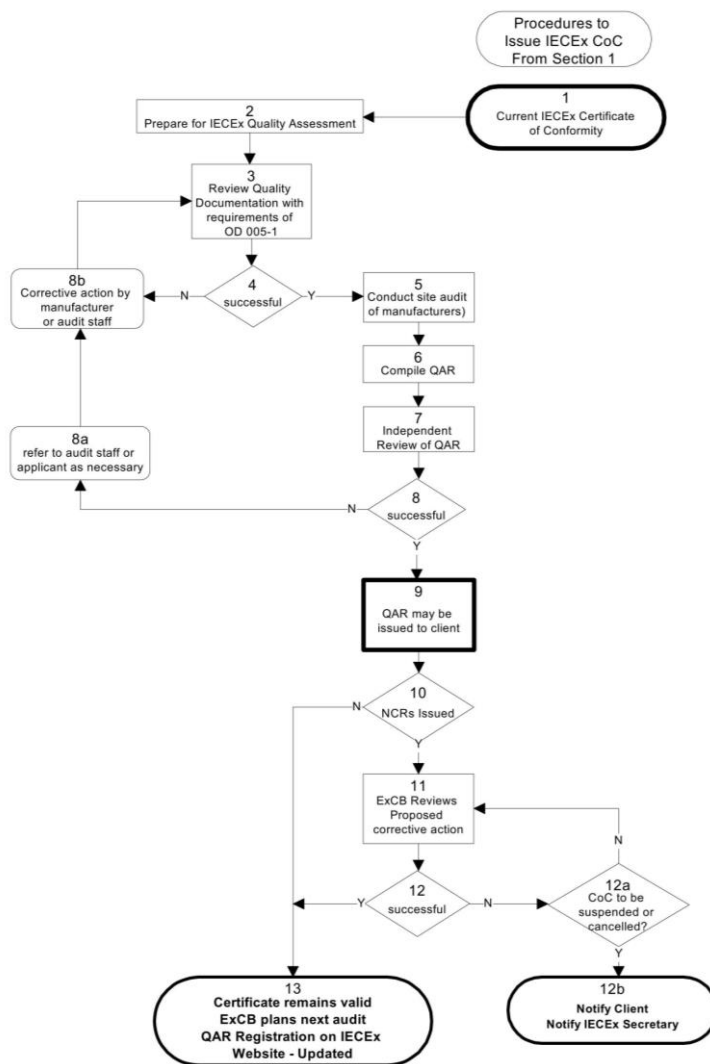 Procedures to
Issue IECEx CoC
From Section 1
1
Current IECEx Certificate
of Conformity
2
Prepare for IECEx Quality Assessment
3
Review Quality
Documentation with
requirements of
OD 005-1
4
successful
N
Y
8b
Corrective action by
manufacturer
or audit staff
5
Conduct site audit
of manufacturers)
6
Compile QAR
7
Independent
Review of QAR
8a
refer to audit staff or
applicant as necessary
8
successful
N
Y
9
QAR may be
issued to client
10
NCRs Issued
N
Y
11
ExCB Reviews
Proposed
corrective action
N
12
successful
Y
N
12a
CoC to be
suspended or
cancelled?
Y
13
Certificate remains valid
ExCB plans next audit
QAR Registration on IECEx
Website - Updated
12b
Notify Client
Notify IECEx Secretary